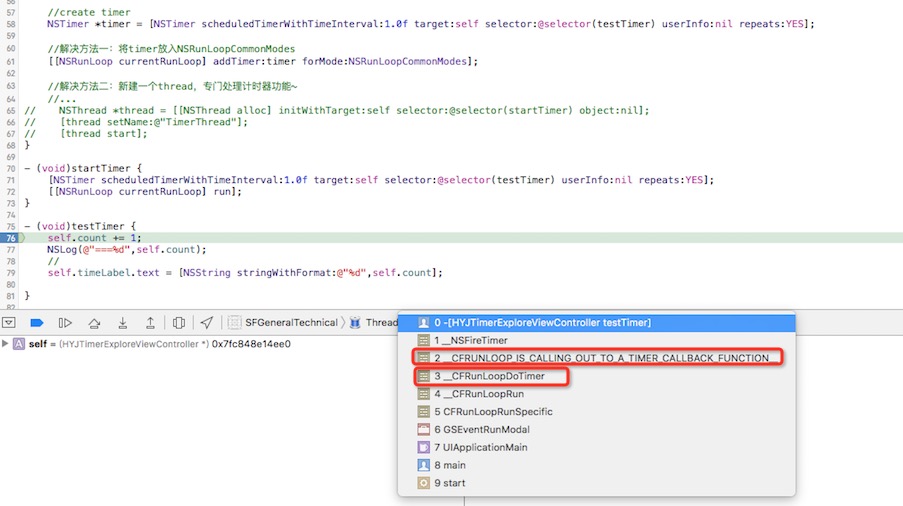 56
57 //create timer
58 NSTimer *timer = [NSTimer scheduledTimerWithTimeInterval:1.0f target:self selector:@selector(testTimer) userInfo:nil repeats:YES];
59
60 //解决方法一：将timer放入NSRunLoopCommonModes
61 [[NSRunLoop currentRunLoop] addTimer:timer forMode:NSRunLoopCommonModes];
62
63 //解决方法二：新建一个thread，专门处理计时器功能~
64 //...
65 // NSThread *thread = [[NSThread alloc] initWithTarget:self selector:@selector(startTimer) object:nil];
66 // [thread setName:@"TimerThread"];
67 // [thread start];
68 }
69
70 - (void)startTimer {
71 [NSTimer scheduledTimerWithTimeInterval:1.0f target:self selector:@selector(testTimer) userInfo:nil repeats:YES];
72 [[NSRunLoop currentRunLoop] run];
73 }
74
75 - (void)testTimer {
76 self.count += 1;
77 NSLog(@"===%d",self.count);
78 //
79 self.timeLabel.text = [NSString stringWithFormat:@"%d",self.count];
80
81 }
82
SFGeneralTechnical Thread
A self = (HYJTimerExploreViewController *) 0x7fc848e14ee0
0 -[HYJTimerExploreViewController testTimer]
1 __NSFireTimer
2 __CFRUNLOOP_IS_CALLING_OUT_TO_A_TIMER_CALLBACK_FUNCTION__
3 __CFRunLoopDoTimer
4 __CFRunLoopRun
5 CFRunLoopRunSpecific
6 GSEventRunModal
7 UIApplicationMain
8 main
9 start